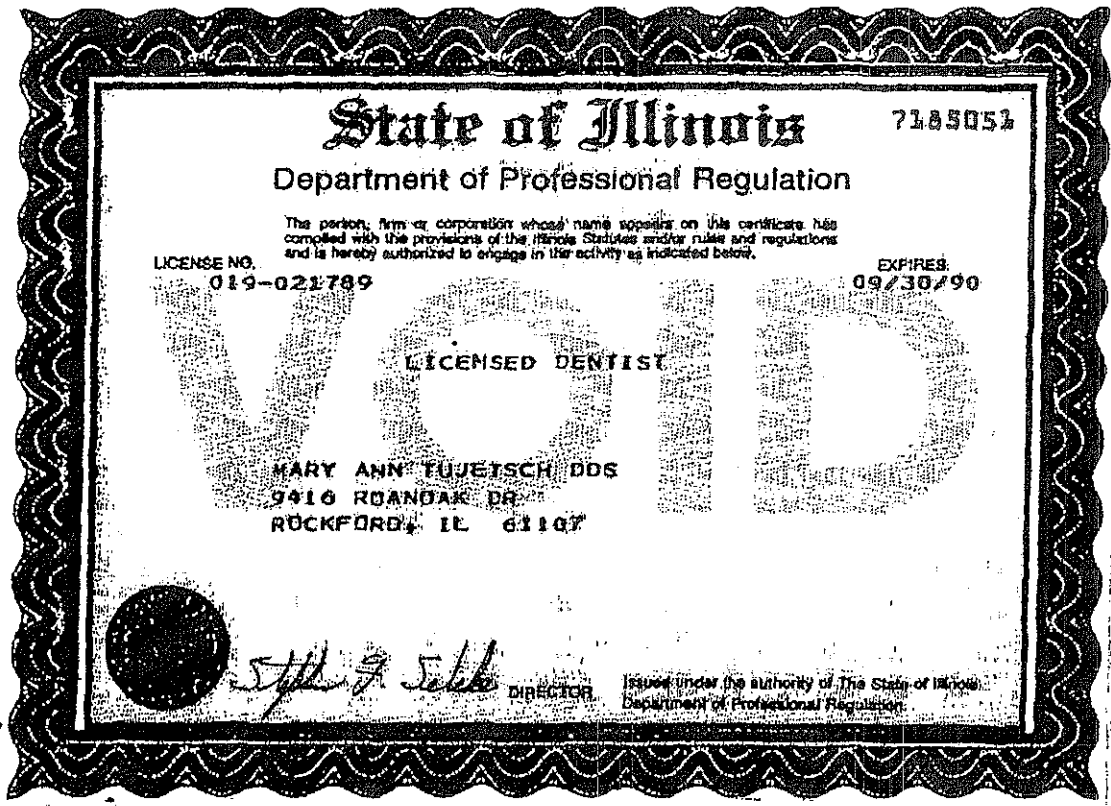 State of Illinois
7185051
Department of Professional Regulation
The person, firm or corporation whose name appears on this certificate has
complied with the provisions of the Illinois Statutes and/or rules and regulations
and is hereby authorized to engage in the activity as indicated below.
LICENSE NO.
019-021789
EXPIRES:
09/30/90
VOID
LICENSED DENTIST
MARY ANN TUJETSCH DDS
9416 ROANOAK DR
ROCKFORD, IL 61107
DIRECTOR
Issued under the authority of The State of Illinois
Department of Professional Regulation